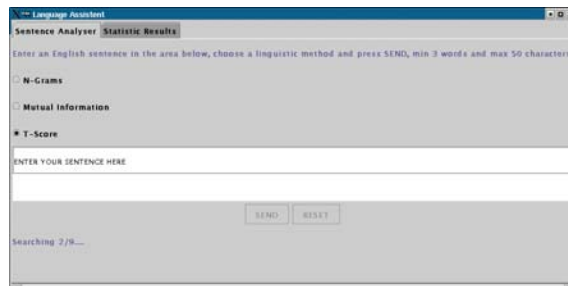 Language Assistent
Sentence Analyser Statistic Results
Enter an English sentence in the area below, choose a linguistic method and press SEND, min 3 words and max 50 character
N-Grams
Mutual Information
T-Score
ENTER YOUR SENTENCE HERE
SEND RESET
Searching 2/9....